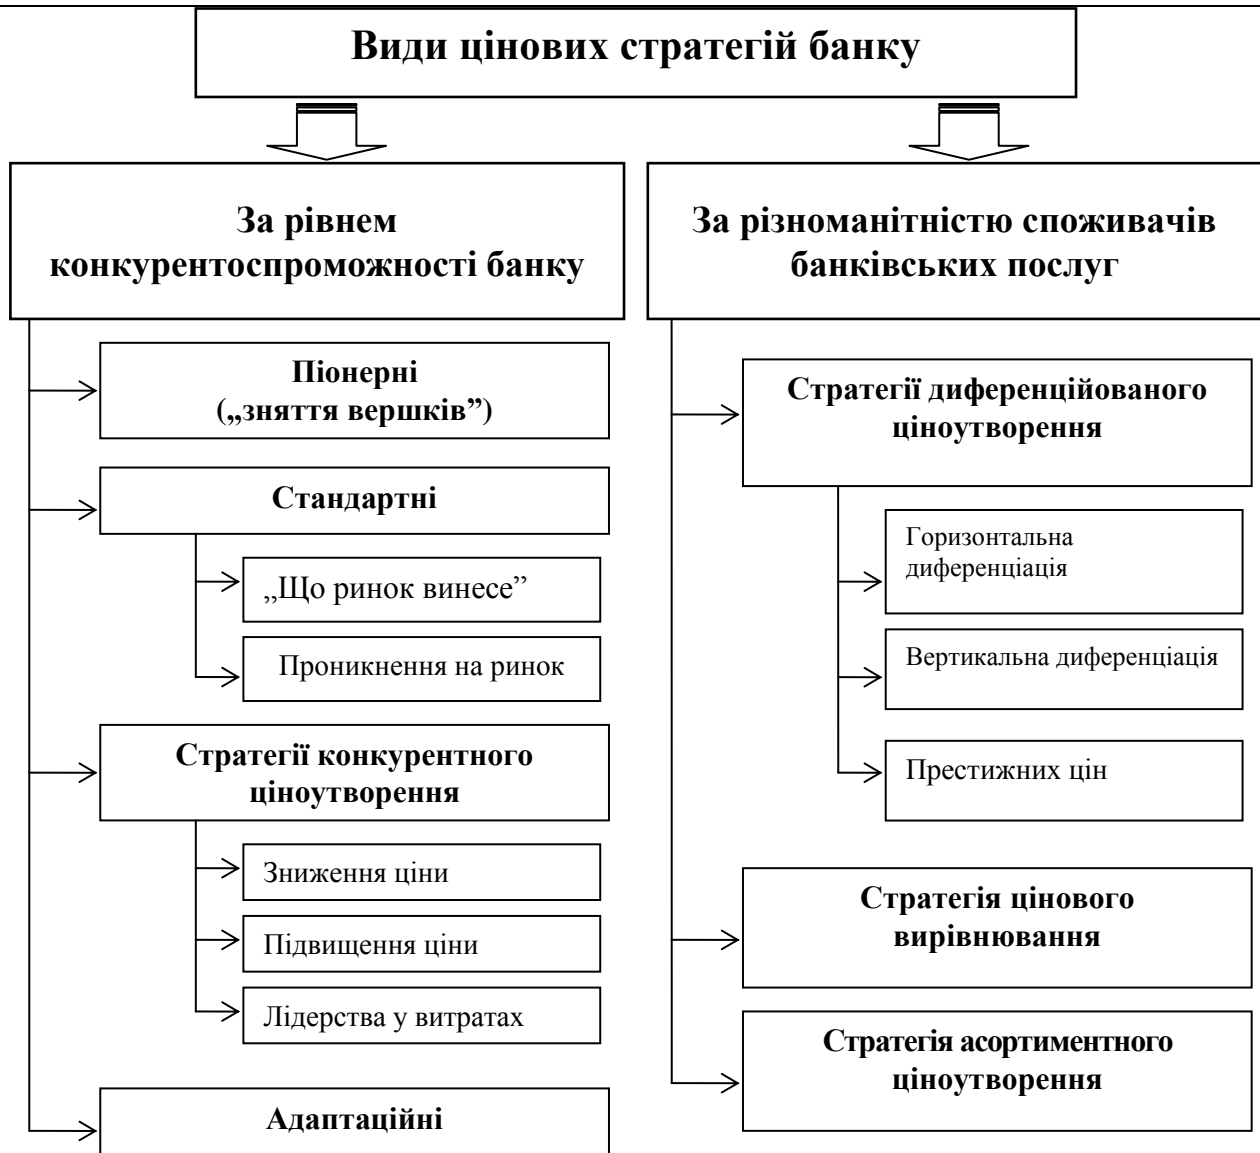 Види цінових стратегій банку
За рівнем
конкурентоспроможності банку
Піонерні
(„зняття вершків”)
Стандартні
„Що ринок винесе”
Проникнення на ринок
Стратегії конкурентного
ціноутворення
Зниження ціни
Підвищення ціни
Лідерства у витратах
Адаптаційні
За різноманітністю споживачів
банківських послуг
Стратегії диференційованого
ціноутворення
Горизонтальна
диференціація
Вертикальна диференціація
Престижних цін
Стратегія цінового
вирівнювання
Стратегія асортиментного
ціноутворення